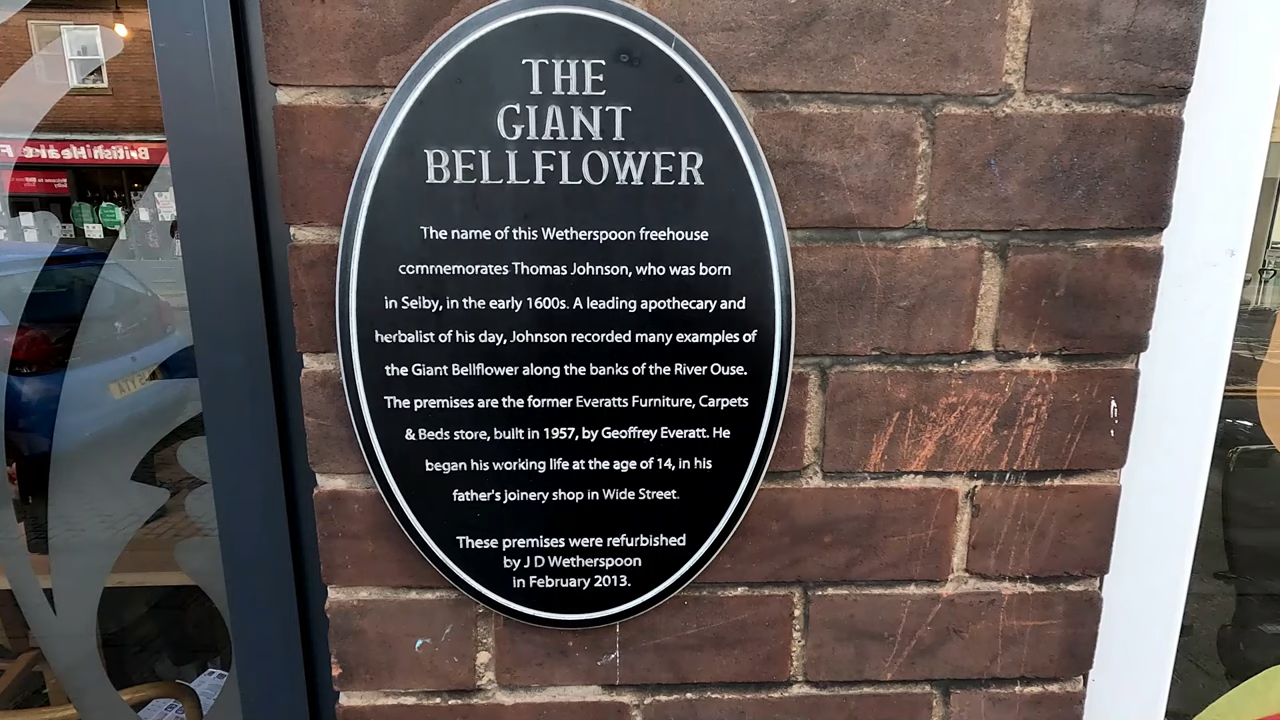 THE
GIANT
BELLFLOWER
The name of this Wetherspoon freehouse
commemorates Thomas Johnson, who was born
in Selby, in the early 1600s. A leading apothecary and
herbalist of his day, Johnson recorded many examples of
the Giant Bellflower along the banks of the River Ouse.
The premises are the former Everatts Furniture, Carpets
& Beds store, built in 1957, by Geoffrey Everatt. He
began his working life at the age of 14, in his
father's joinery shop in Wide Street.
These premises were refurbished
by J D Wetherspoon
in February 2013.
British Heart F